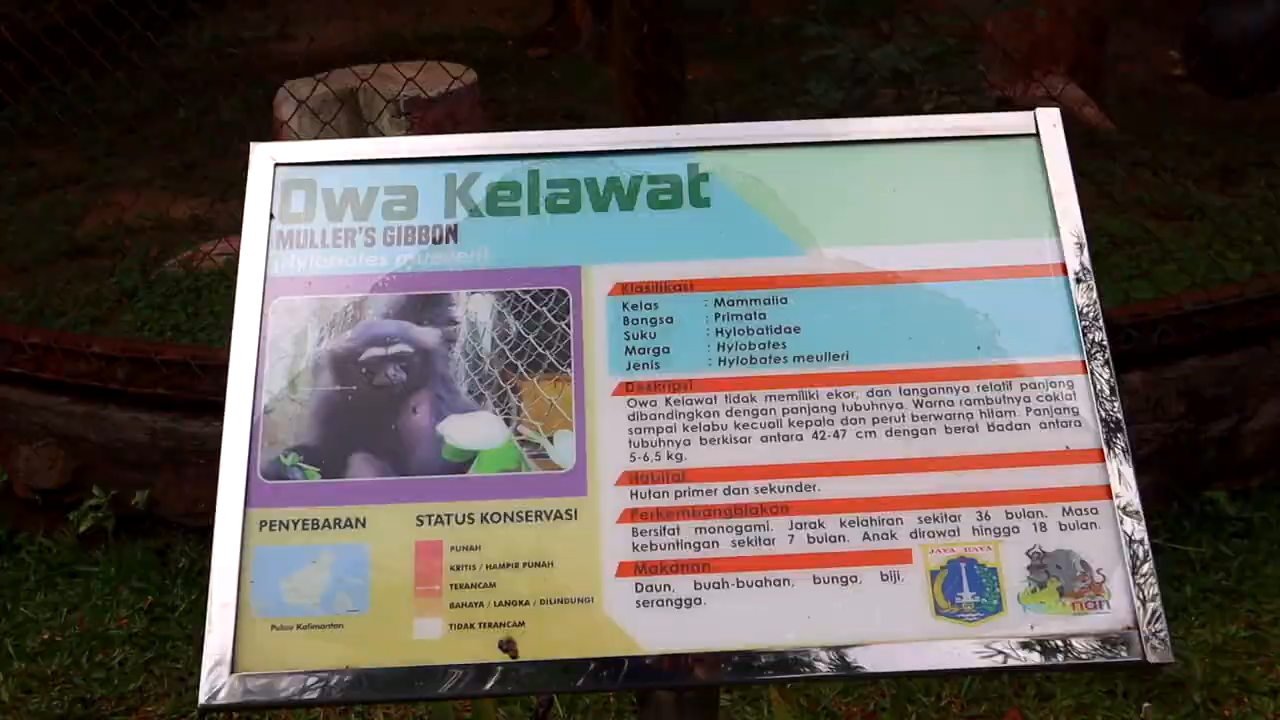 Owa Kelawat
MULLER'S GIBBON
(Hylobates muelleri)
Klasifikasi
Kelas : Mammalia
Bangsa : Primata
Suku : Hylobatidae
Marga : Hylobates
Jenis : Hylobates meulleri
Deskripsi
Owa Kelawat tidak memiliki ekor, dan tangannya relatif panjang
dibandingkan dengan panjang tubuhnya. Warna rambutnya coklat
sampai kelabu kecuali kepala dan perut berwarna hitam. Panjang
tubuhnya berkisar antara 42-47 cm dengan berat badan antara
5-6,5 kg.
Habitat
Hutan primer dan sekunder.
Perkembangbiakan
Bersifat monogami. Jarak kelahiran sekitar 36 bulan. Masa
kebuntingan sekitar 7 bulan. Anak dirawat hingga 18 bulan.
Makanan
Daun, buah-buahan, bunga, biji,
serangga.
PENYEBARAN
Pulau Kalimantan
STATUS KONSERVASI
PUNAH
KRITIS / HAMPIR PUNAH
TERANCAM
BAHAYA / LANGKA / DILINDUNGI
TIDAK TERANCAM
JAYA RAYA